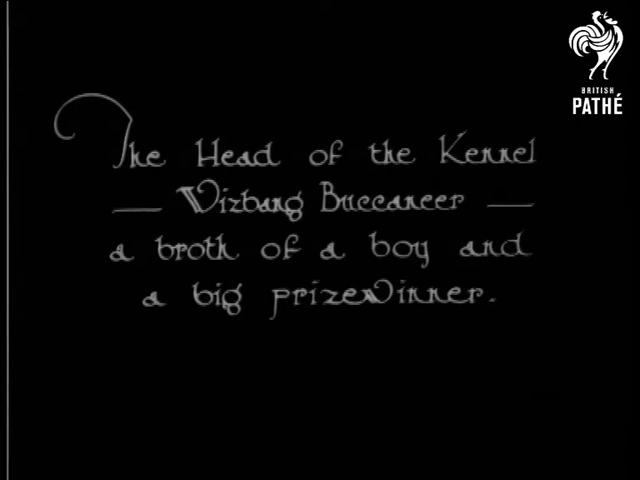 BRITISH
PATHÉ
The Head of the Kennel
— Wizbang Buccaneer —
a broth of a boy and
a big prizewinner.